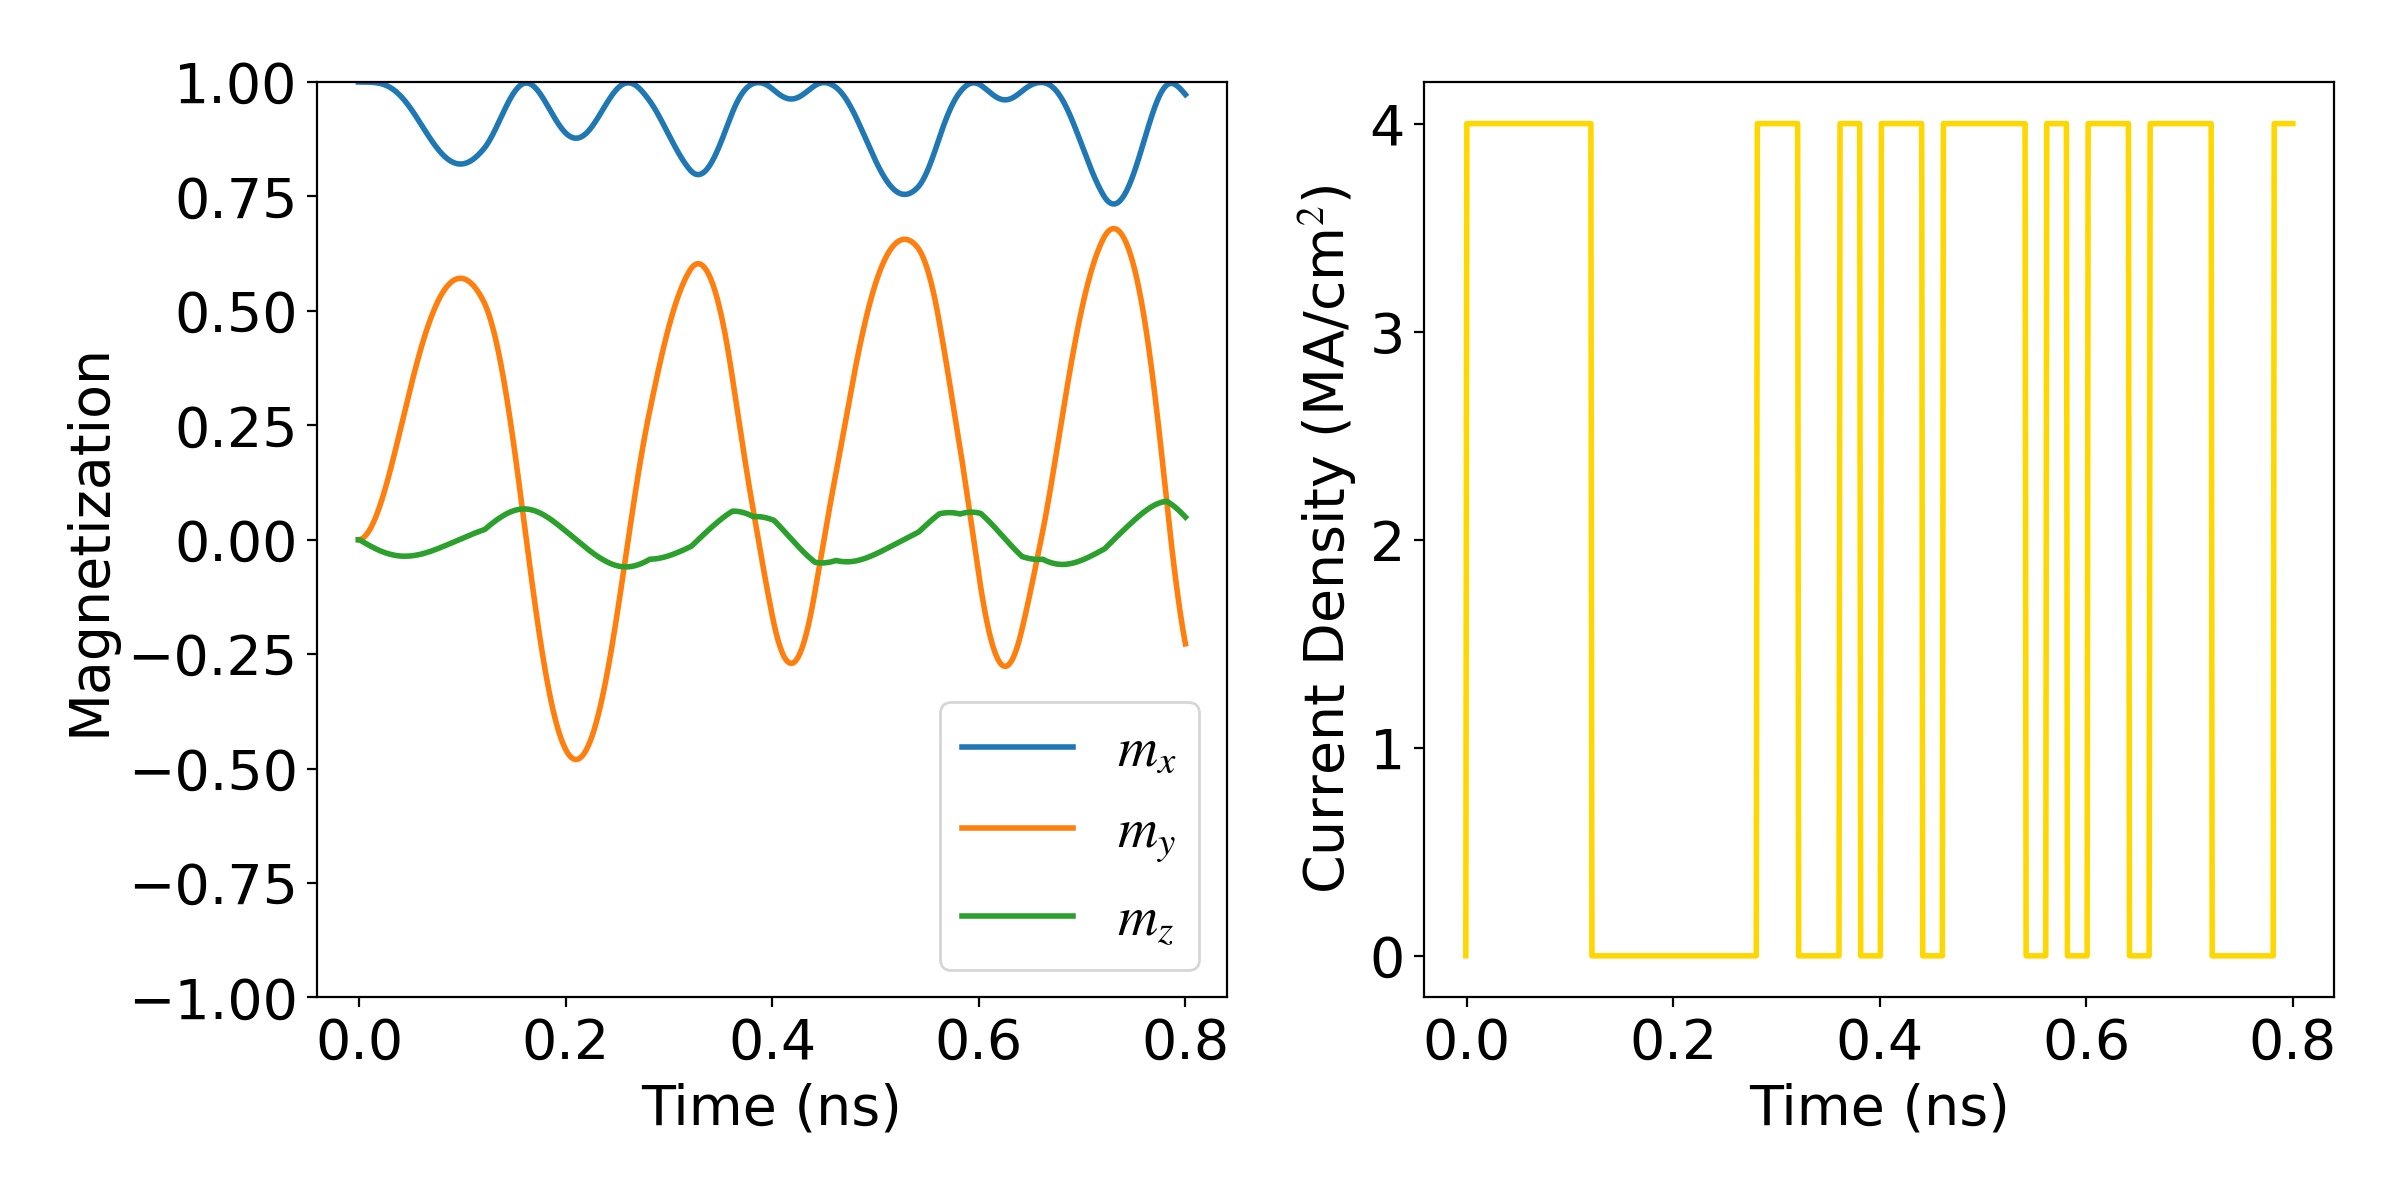 Magnetization
1.00
0.75
0.50
0.25
0.00
−0.25
−0.50
−0.75
−1.00
0.0 0.2 0.4 0.6 0.8
Time (ns)
m_x
m_y
m_z
Current Density (MA/cm²)
4
3
2
1
0
0.0 0.2 0.4 0.6 0.8
Time (ns)